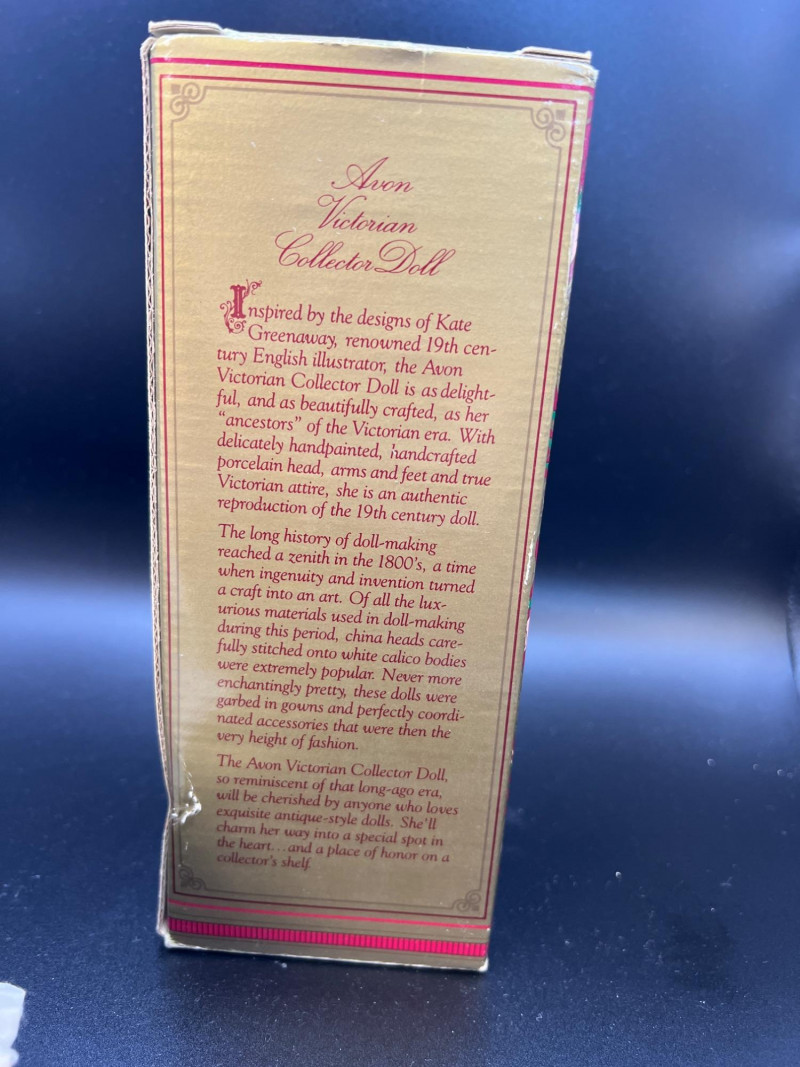 Avon
Victorian
Collector Doll
Inspired by the designs of Kate
Greenaway, renowned 19th cen-
tury English illustrator, the Avon
Victorian Collector Doll is as delight-
ful, and as beautifully crafted, as her
“ancestors” of the Victorian era. With
delicately handpainted, handcrafted
porcelain head, arms and feet and true
Victorian attire, she is an authentic
reproduction of the 19th century doll.
The long history of doll-making
reached a zenith in the 1800's, a time
when ingenuity and invention turned
a craft into an art. Of all the lux-
urious materials used in doll-making
during this period, china heads care-
fully stitched onto white calico bodies
were extremely popular. Never more
enchantingly pretty, these dolls were
garbed in gowns and perfectly coordi-
nated accessories that were then the
very height of fashion.
The Avon Victorian Collector Doll,
so reminiscent of that long-ago era,
will be cherished by anyone who loves
exquisite antique-style dolls. She'll
charm her way into a special spot in
the heart...and a place of honor on a
collector's shelf.